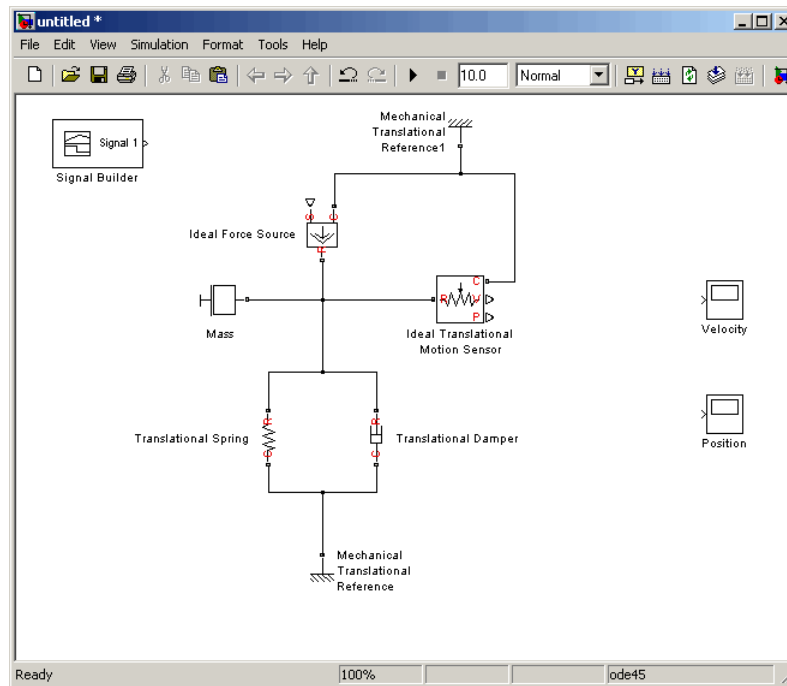 untitled *
File Edit View Simulation Format Tools Help
10.0 Normal
Mechanical
Translational
Reference1
Signal 1
Signal Builder
S C
Ideal Force Source
R
C
R V
P
Mass
Ideal Translational
Motion Sensor
Velocity
R R
Translational Spring
Translational Damper
C C
Position
Mechanical
Translational
Reference
Ready 100% ode45